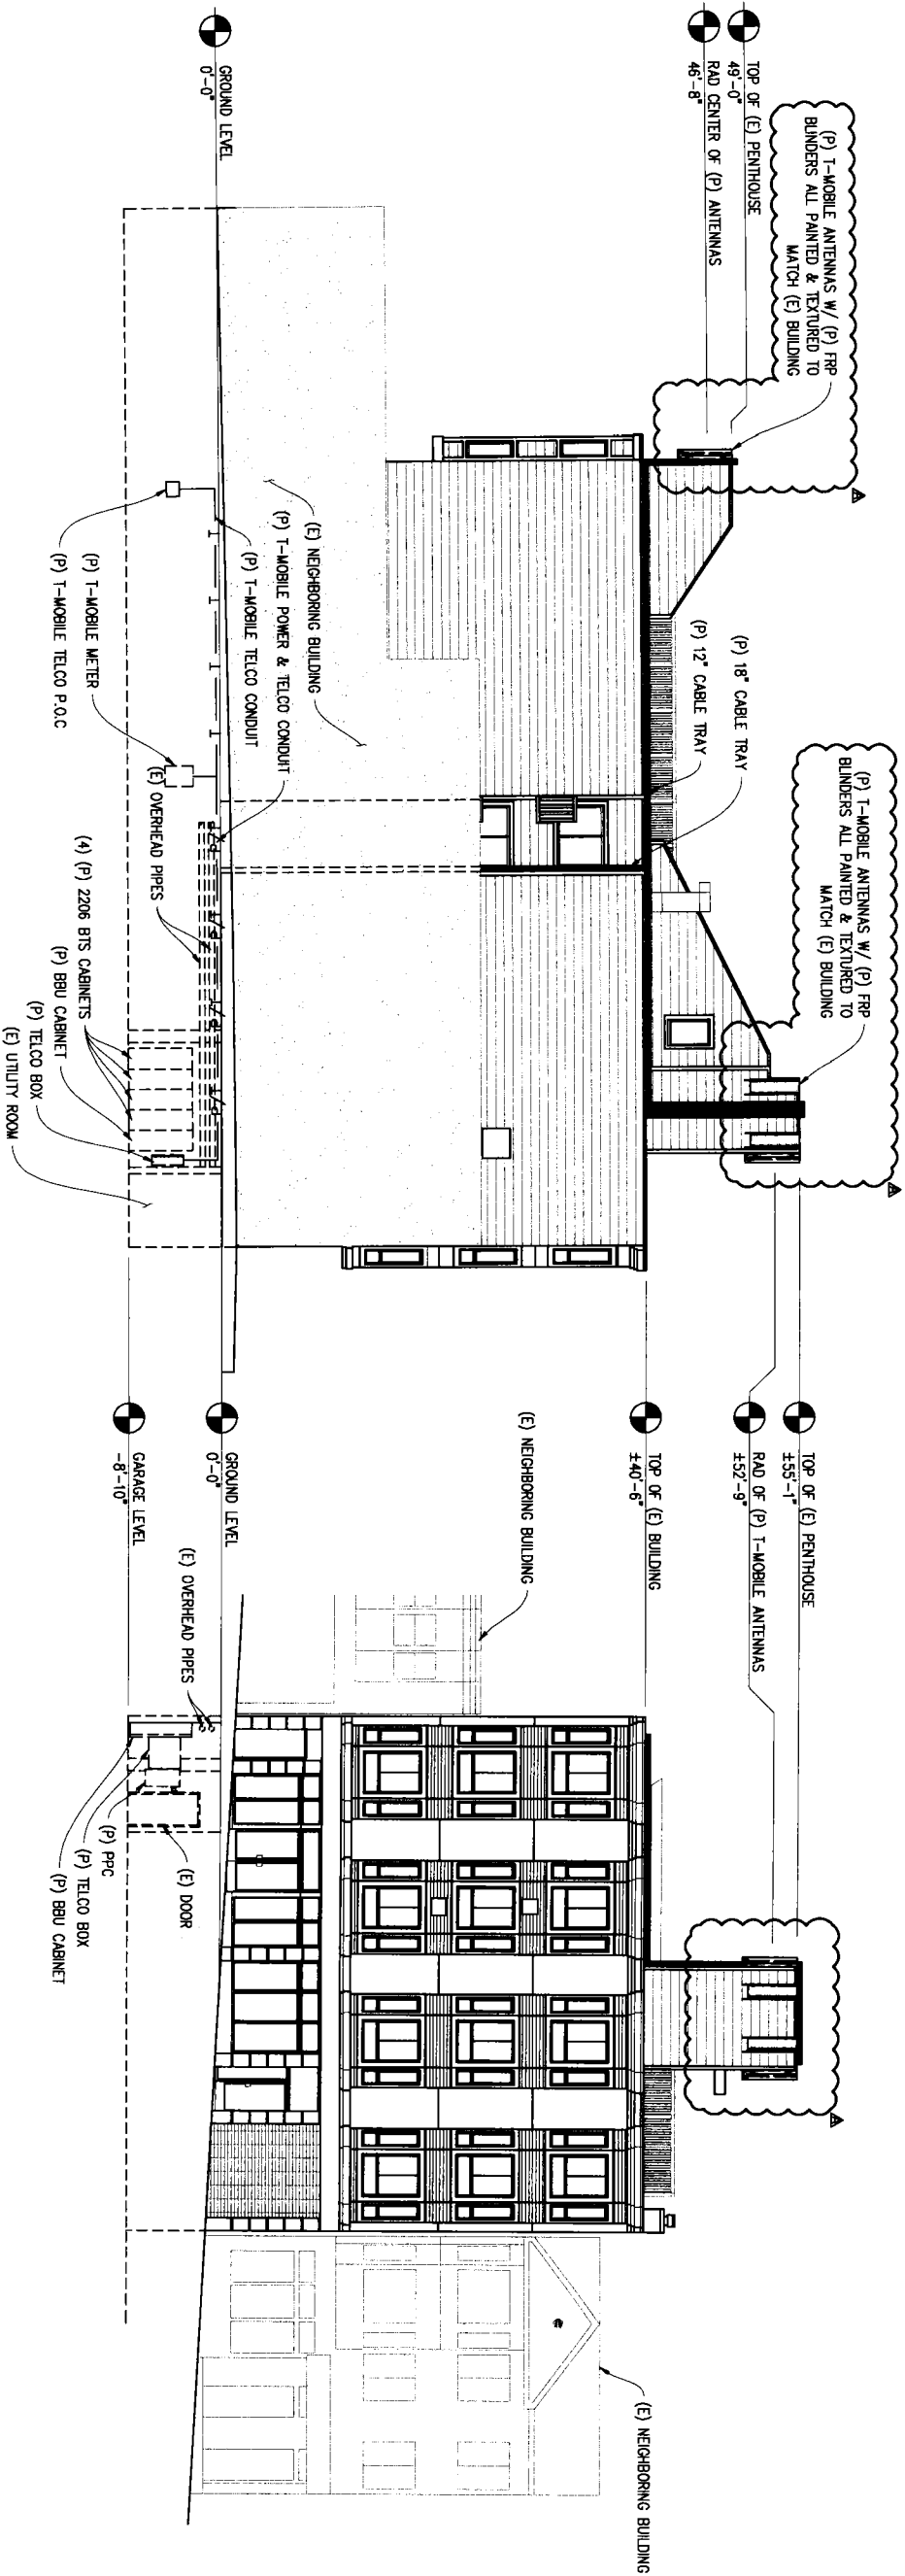 (P) T-MOBILE ANTENNAS W/ (P) FRP
BLINDERS ALL PAINTED & TEXTURED TO
MATCH (E) BUILDING
TOP OF (E) PENTHOUSE
49'-0"
RAD CENTER OF (P) ANTENNAS
46'-8"
GROUND LEVEL
0'-0"
(P) T-MOBILE ANTENNAS W/ (P) FRP
BLINDERS ALL PAINTED & TEXTURED TO
MATCH (E) BUILDING
(P) 18" CABLE TRAY
(P) 12" CABLE TRAY
(E) NEIGHBORING BUILDING
(P) T-MOBILE POWER & TELCO CONDUIT
(P) T-MOBILE TELCO CONDUIT
(P) T-MOBILE METER
(P) T-MOBILE TELCO P.O.C
(E) OVERHEAD PIPES
(4) (P) 2206 BTS CABINETS
(P) BBU CABINET
(P) TELCO BOX
(E) UTILITY ROOM
TOP OF (E) PENTHOUSE
±55'-1"
RAD OF (P) T-MOBILE ANTENNAS
±52'-9"
TOP OF (E) BUILDING
±40'-6"
(E) NEIGHBORING BUILDING
GROUND LEVEL
0'-0"
GARAGE LEVEL
-8'-10"
(E) OVERHEAD PIPES
(E) DOOR
(P) PPC
(P) TELCO BOX
(P) BBU CABINET
(E) NEIGHBORING BUILDING